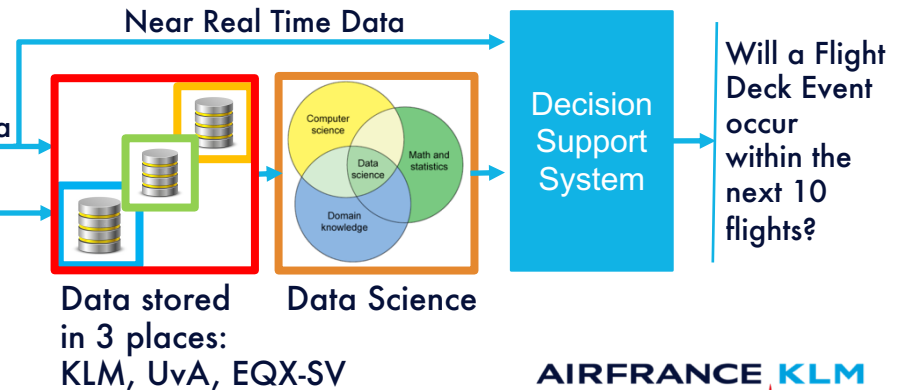 Near Real Time Data
a
Computer
science
Math and
statistics
Data
science
Domain
knowledge
Decision
Support
System
Will a Flight
Deck Event
occur
within the
next 10
flights?
Data stored
in 3 places:
KLM, UvA, EQX-SV
Data Science
AIRFRANCE KLM